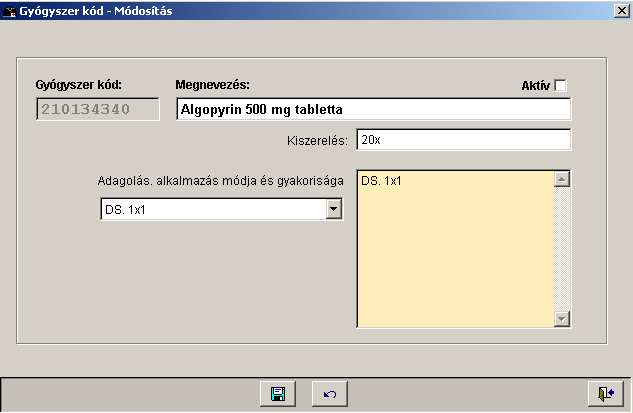 Gyógyszer kód - Módosítás
Gyógyszer kód:
Megnevezés:
Aktív
210134340
Algopyrin 500 mg tabletta
Kiszerelés:
20x
Adagolás. alkalmazás módja és gyakorisága
DS. 1x1
DS. 1x1